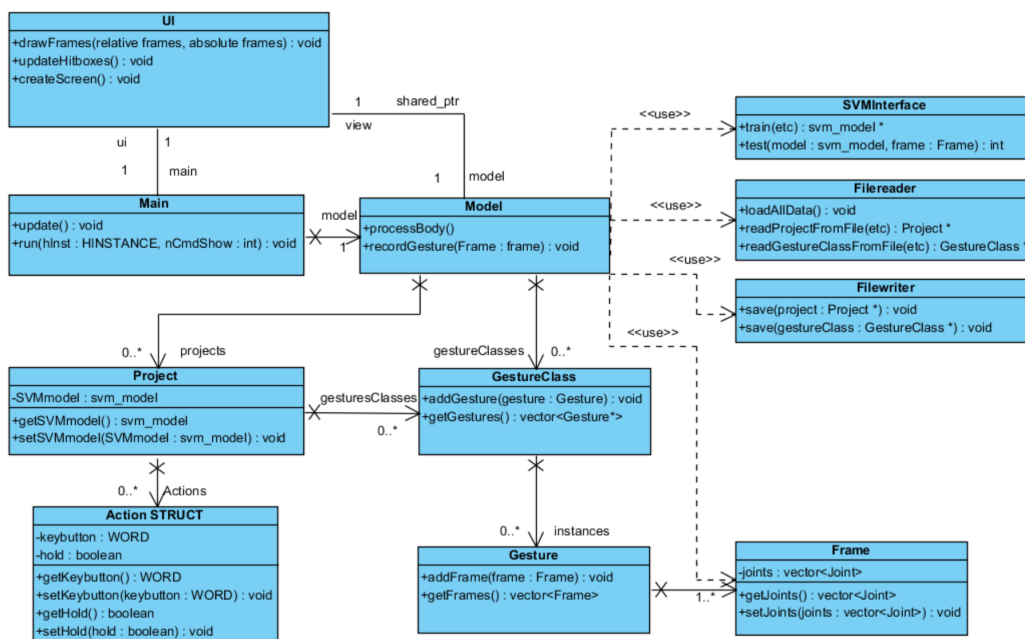 UI
+drawFrames(relative frames, absolute frames) : void
+updateHitboxes() : void
+createScreen() : void
1
shared_ptr
view
ui
1
1
main
1
model
<<use>>
SVMInterface
+train(etc) : svm_model *
+test(model : svm_model, frame : Frame) : int
Main
+update() : void
+run(hInst : HINSTANCE, nCmdShow : int) : void
model
1
Model
+processBody()
+recordGesture(Frame : frame) : void
<<use>>
Filereader
+loadAllData() : void
+readProjectFromFile(etc) : Project *
+readGestureClassFromFile(etc) : GestureClass *
<<use>>
Filewriter
+save(project : Project *) : void
+save(gestureClass : GestureClass *) : void
<<use>>
0..*
projects
gestureClasses
0..*
Project
-SVMmodel : svm_model
+getSVMmodel() : svm_model
+setSVMmodel(SVMmodel : svm_model) : void
gesturesClasses
0..*
GestureClass
+addGesture(gesture : Gesture) : void
+getGestures() : vector<Gesture*>
0..*
Actions
Action STRUCT
-keybutton : WORD
-hold : boolean
+getKeybutton() : WORD
+setKeybutton(keybutton : WORD) : void
+getHold() : boolean
+setHold(hold : boolean) : void
0..*
instances
Gesture
+addFrame(frame : Frame) : void
+getFrames() : vector<Frame>
1..*
Frame
-joints : vector<Joint>
+getJoints() : vector<Joint>
+setJoints(joints : vector<Joint>) : void